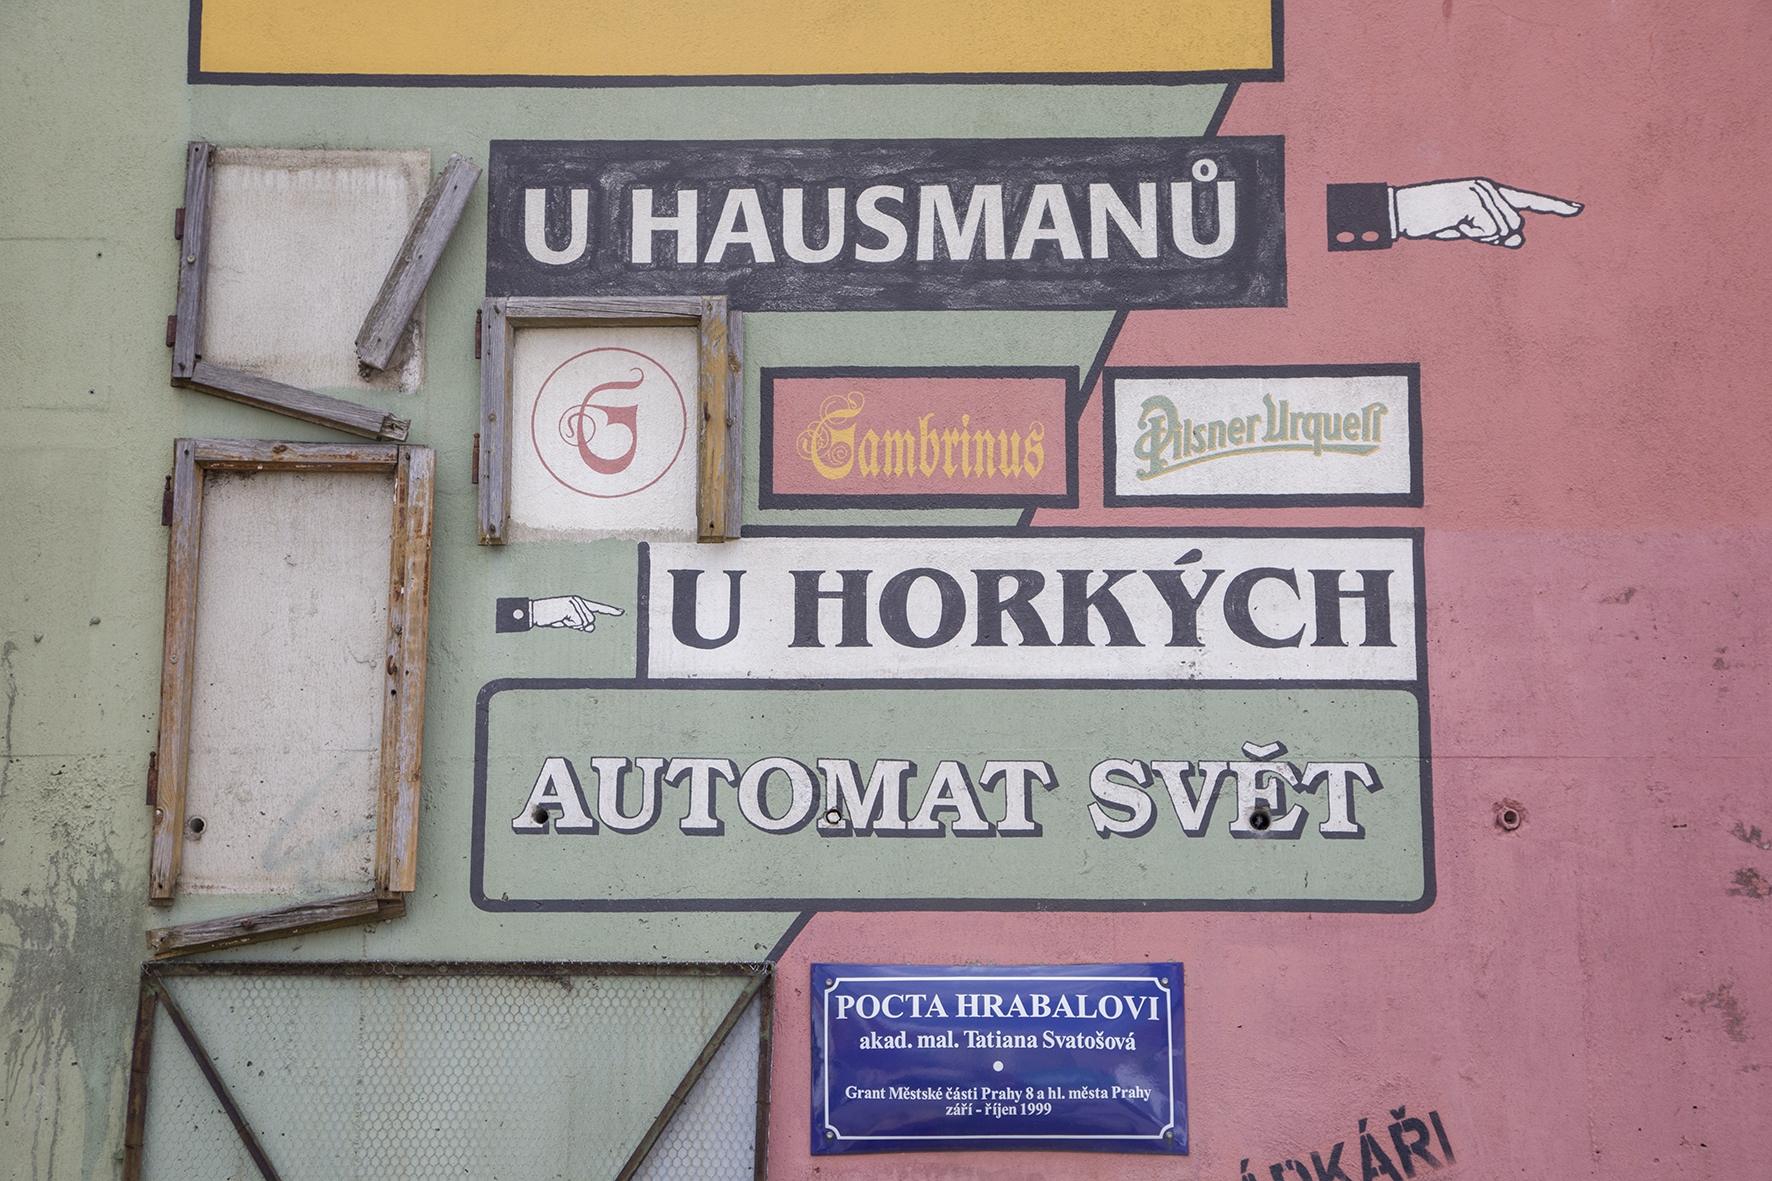 U HAUSMANŮ
G
Gambrinus
Pilsner Urquell
U HORKÝCH
AUTOMAT SVĚT
POCTA HRABALOVI
akad. mal. Tatiana Svatošová
Grant Městské části Prahy 8 a hl. města Prahy
září - říjen 1999